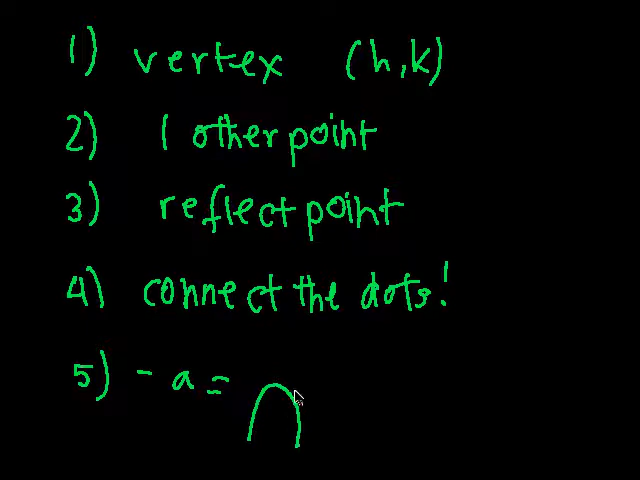 1) vertex (h,k)
2) 1 other point
3) reflect point
4) connect the dots!
5) - a =